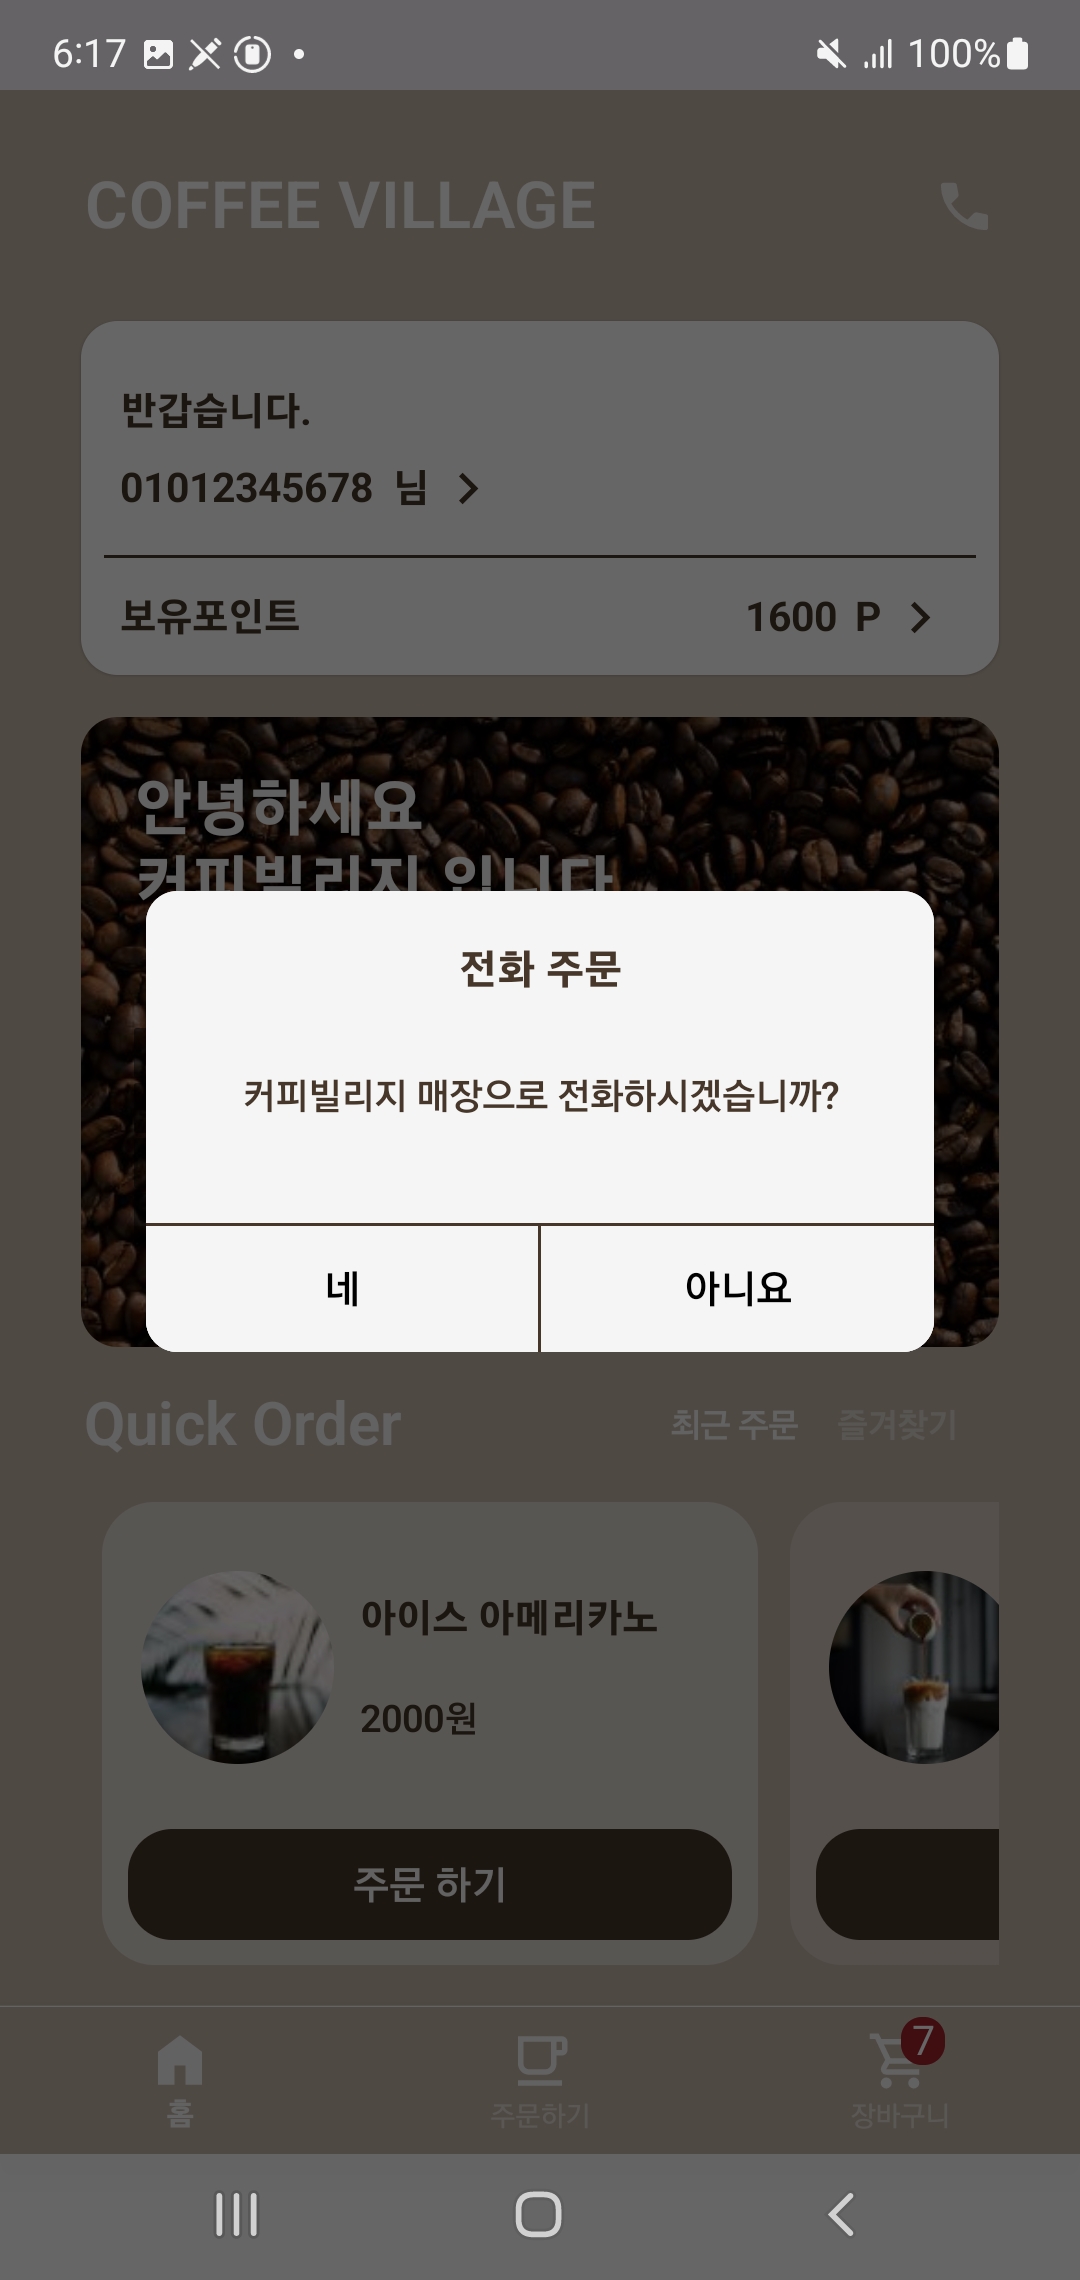 6:17 100%
COFFEE VILLAGE
반갑습니다.
01012345678 님
보유포인트 1600 P
안녕하세요
커피빌리지 입니다
전화 주문
커피빌리지 매장으로 전화하시겠습니까?
네 아니요
Quick Order 최근 주문 즐겨찾기
아이스 아메리카노
2000원
주문 하기
7
홈 주문하기 장바구니